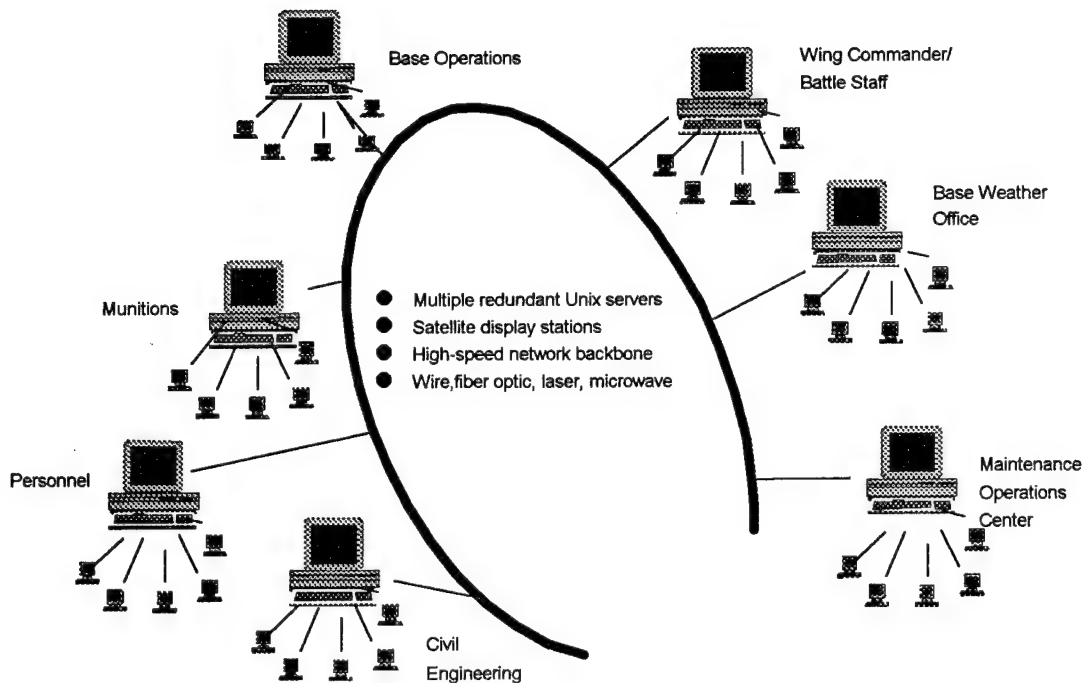 Base Operations
Wing Commander/
Battle Staff
Base Weather
Office
Munitions
Multiple redundant Unix servers
Satellite display stations
High-speed network backbone
Wire,fiber optic, laser, microwave
Personnel
Maintenance
Operations
Center
Civil
Engineering